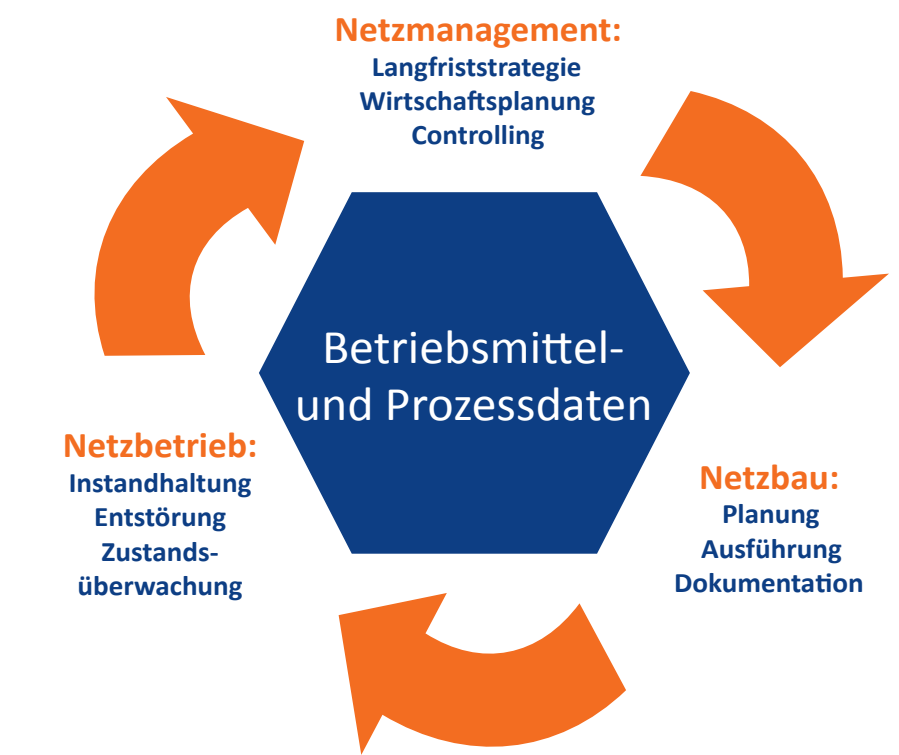 Netzmanagement:
Langfriststrategie
Wirtschaftsplanung
Controlling
Betriebsmittel-
und Prozessdaten
Netzbetrieb:
Instandhaltung
Entstörung
Zustands-
überwachung
Netzbau:
Planung
Ausführung
Dokumentation